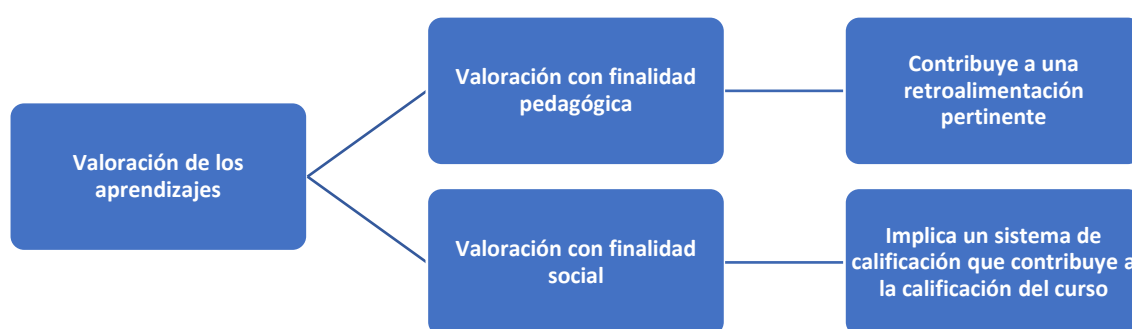 Valoración de los
aprendizajes
Valoración con finalidad
pedagógica
Contribuye a una
retroalimentación
pertinente
Valoración con finalidad
social
Implica un sistema de
calificación que contribuye a
la calificación del curso